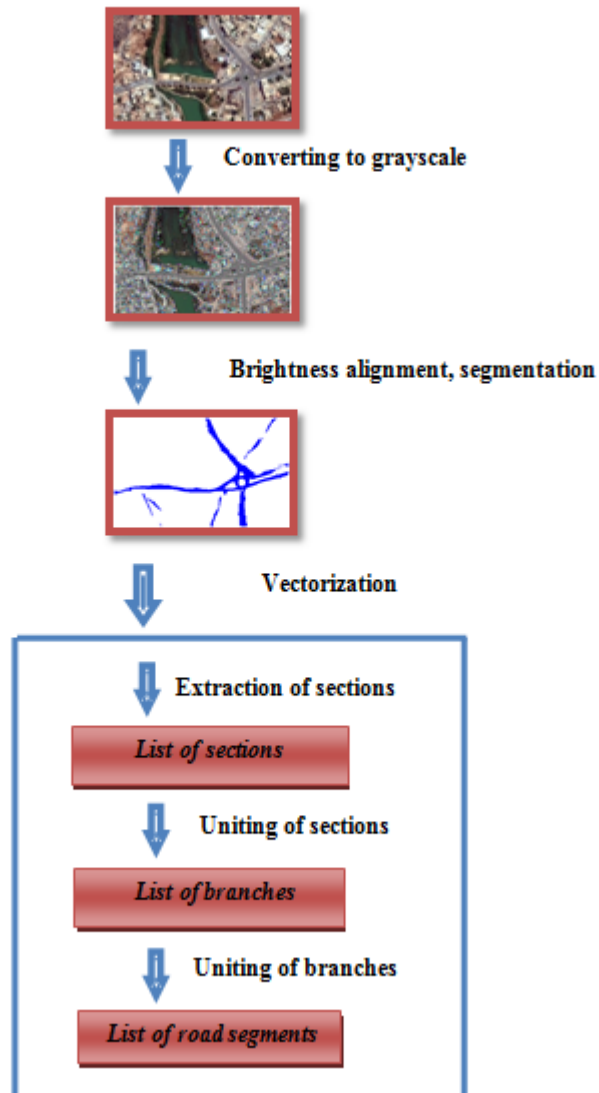 Converting to grayscale
Brightness alignment, segmentation
Vectorization
Extraction of sections
List of sections
Uniting of sections
List of branches
Uniting of branches
List of road segments